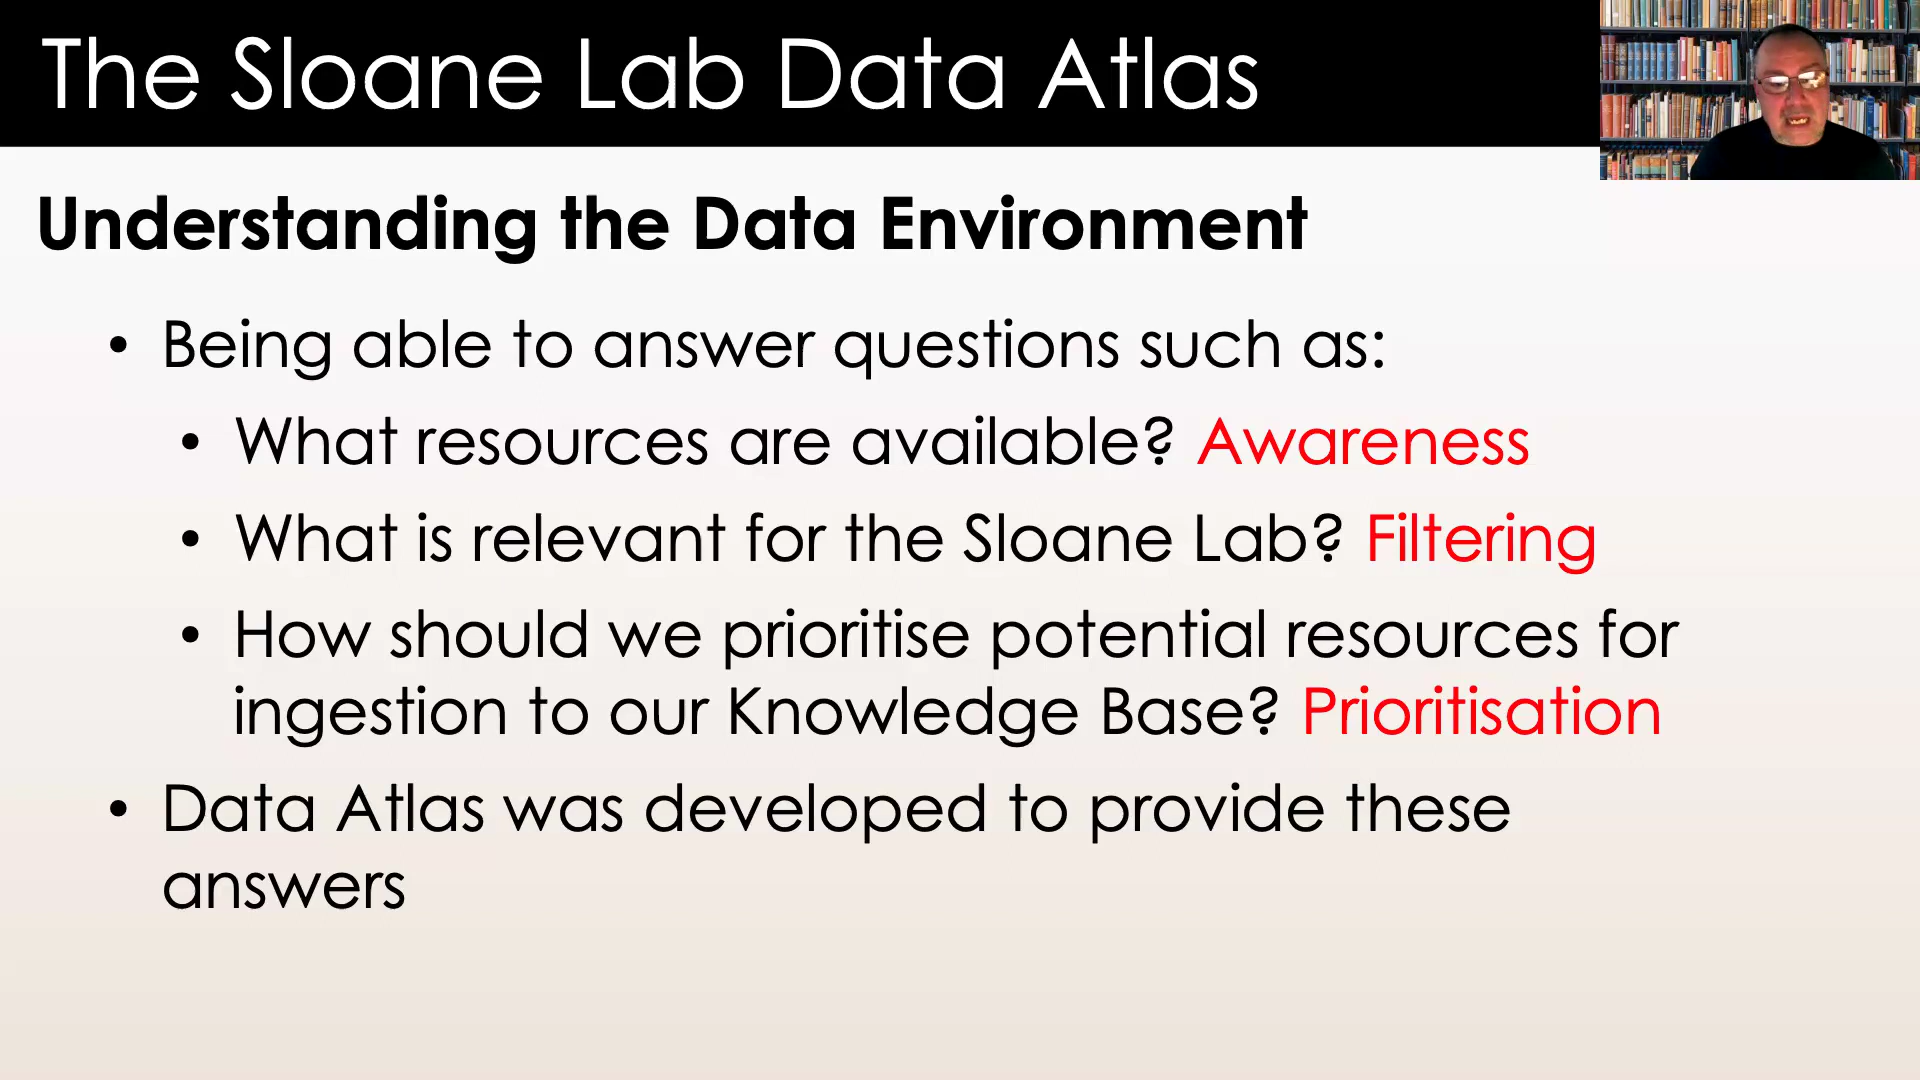 The Sloane Lab Data Atlas
Understanding the Data Environment
• Being able to answer questions such as:
• What resources are available? Awareness
• What is relevant for the Sloane Lab? Filtering
• How should we prioritise potential resources for
ingestion to our Knowledge Base? Prioritisation
• Data Atlas was developed to provide these
answers